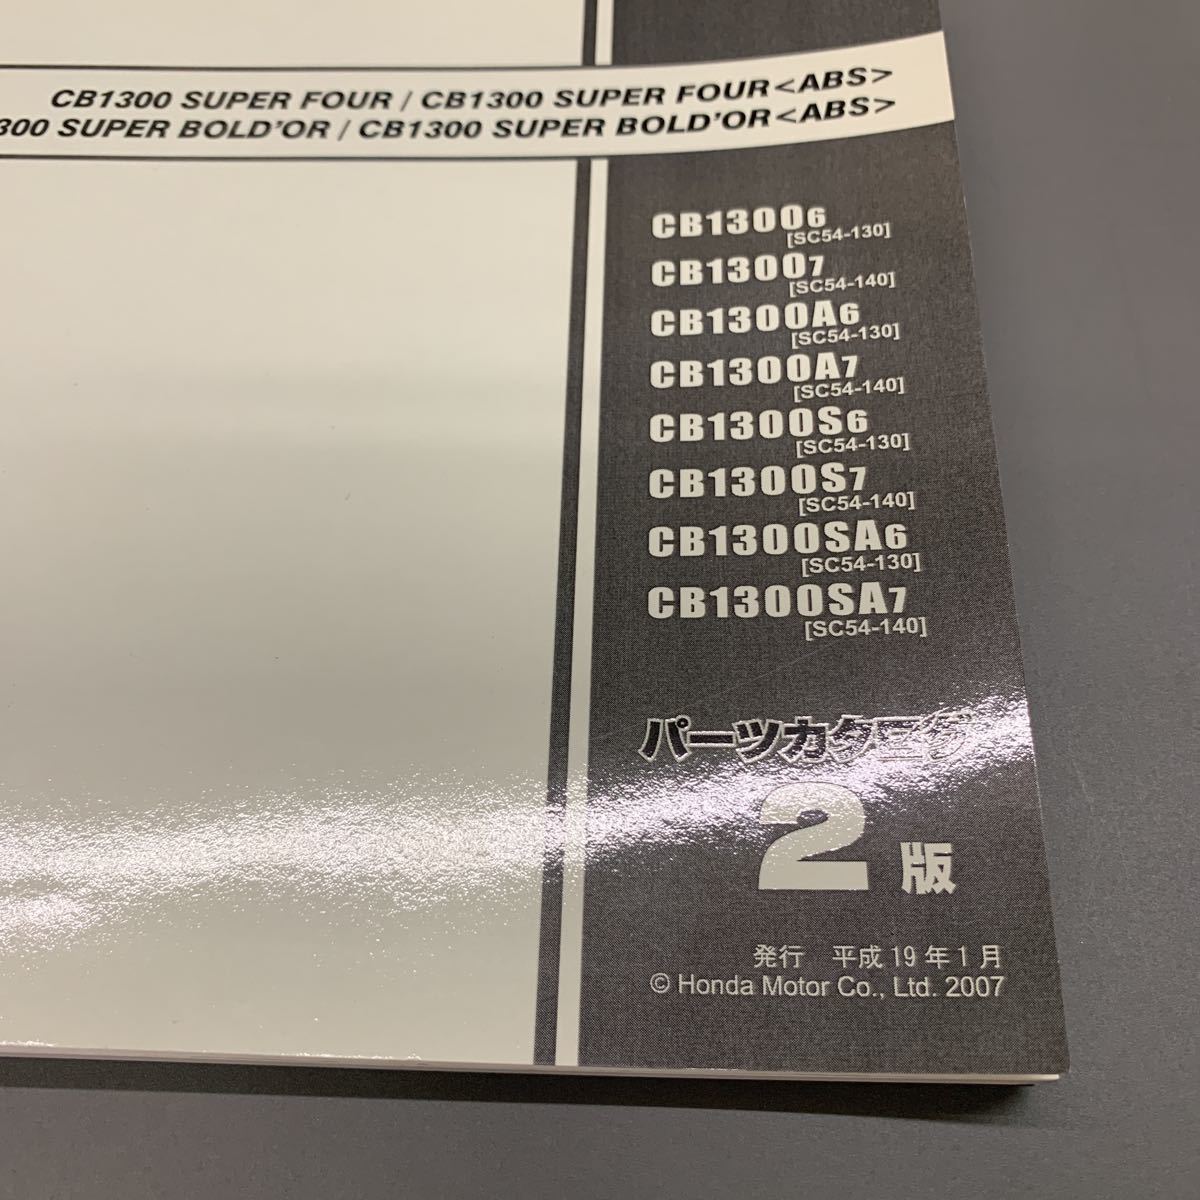 CB1300 SUPER FOUR / CB1300 SUPER FOUR<ABS>
300 SUPER BOLD'OR / CB1300 SUPER BOLD'OR<ABS>
CB13006
[SC54-130]
CB13007
[SC54-140]
CB1300A6
[SC54-130]
CB1300A7
[SC54-140]
CB1300S6
[SC54-130]
CB1300S7
[SC54-140]
CB1300SA6
[SC54-130]
CB1300SA7
[SC54-140]
パーツカタログ
2版
発行 平成19年1月
© Honda Motor Co., Ltd. 2007